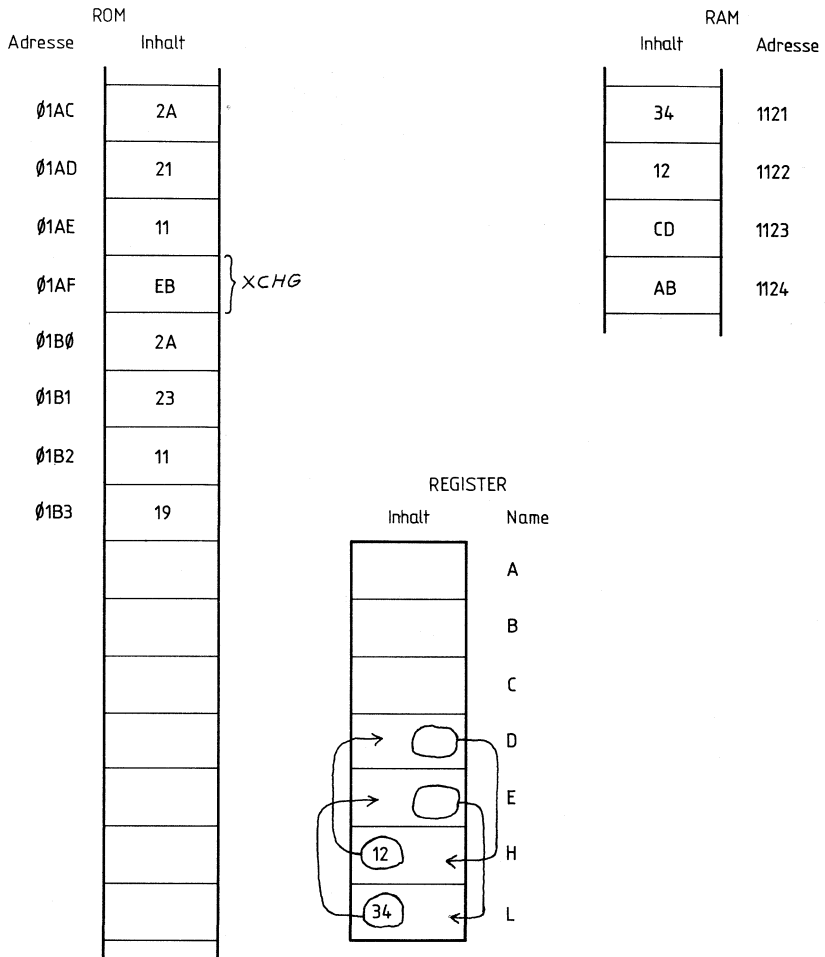 ROM
Adresse Inhalt
Ø1AC 2A
Ø1AD 21
Ø1AE 11
Ø1AF EB XCHG
Ø1BØ 2A
Ø1B1 23
Ø1B2 11
Ø1B3 19
RAM
Inhalt Adresse
34 1121
12 1122
CD 1123
AB 1124
REGISTER
Inhalt Name
A
B
C
D
E
12 H
34 L